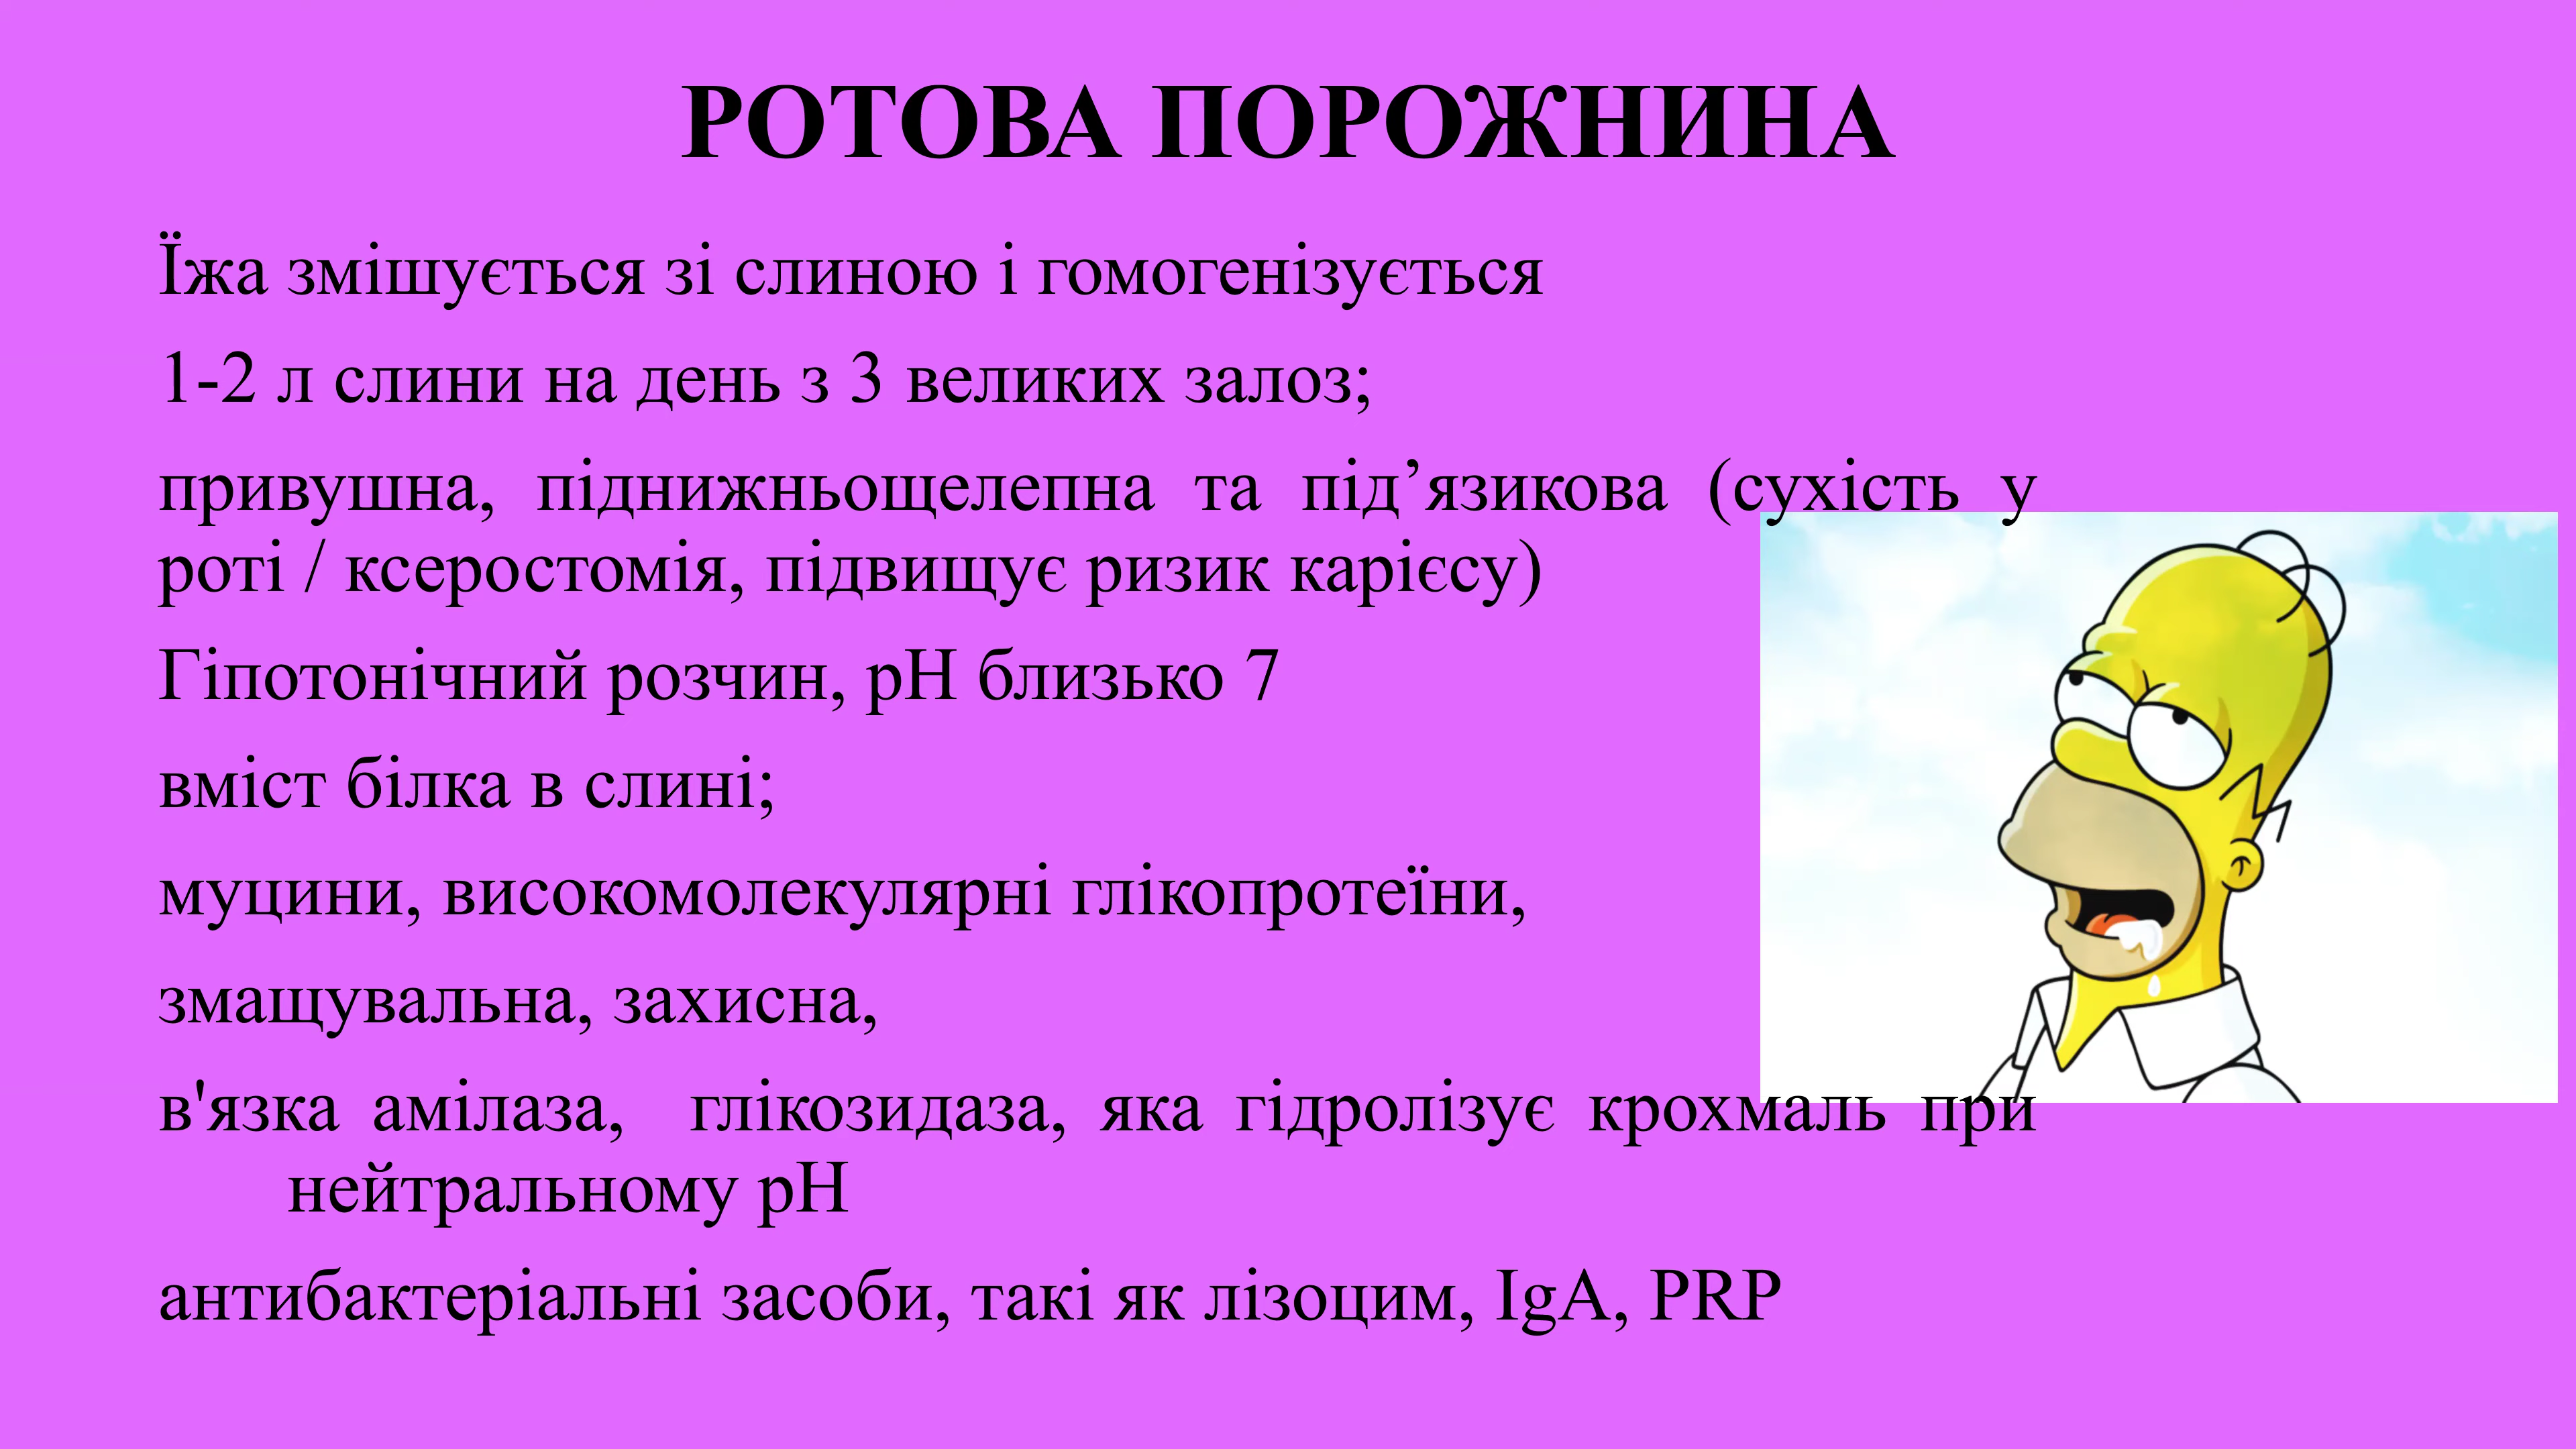 РОТОВА ПОРОЖНИНА
Їжа змішується зі слиною і гомогенізується
1-2 л слини на день з 3 великих залоз;
привушна, піднижньощелепна та під’язикова (сухість у
роті / ксеростомія, підвищує ризик карієсу)
Гіпотонічний розчин, рН близько 7
вміст білка в слині;
муцини, високомолекулярні глікопротеїни,
змащувальна, захисна,
в'язка амілаза, глікозидаза, яка гідролізує крохмаль при
нейтральному рН
антибактеріальні засоби, такі як лізоцим, IgA, PRP